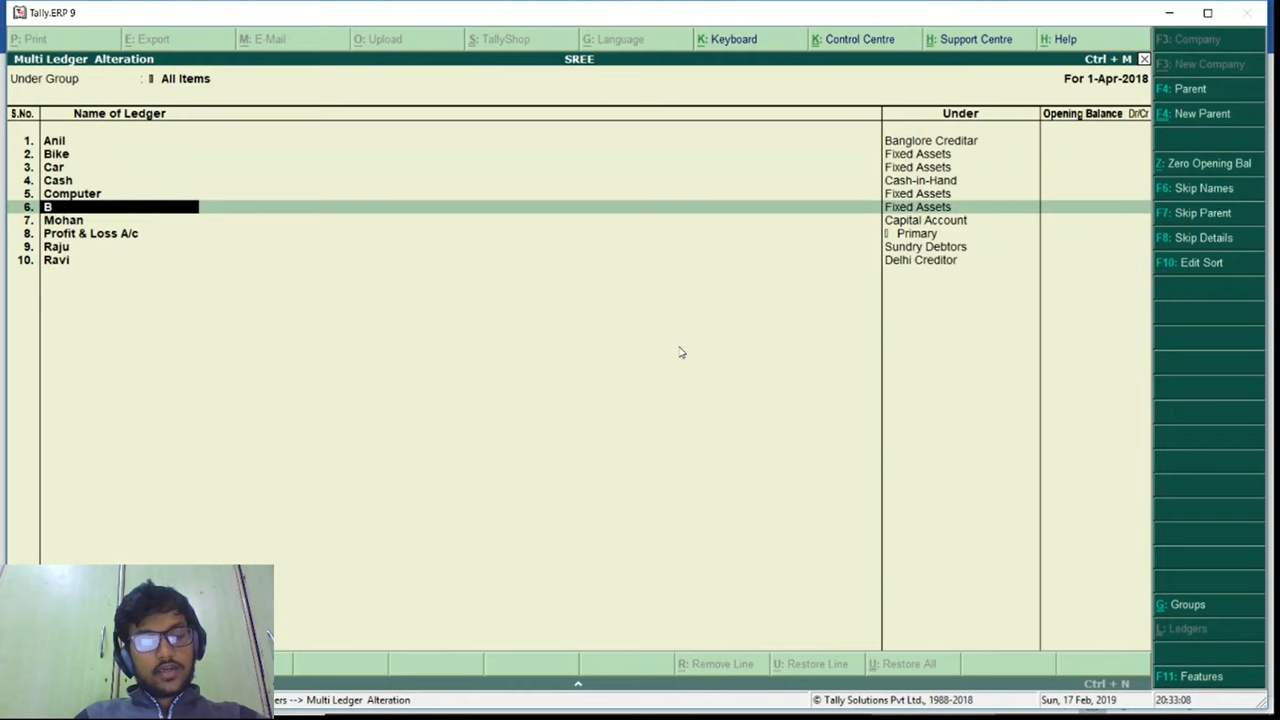 Tally.ERP 9
P: Print E: Export M: E-Mail O: Upload S: TallyShop G: Language K: Keyboard K: Control Centre H: Support Centre H: Help
F3: Company
Multi Ledger Alteration SREE Ctrl + M
F3: New Company
Under Group : All Items For 1-Apr-2018
F4: Parent
S.No. Name of Ledger Under Opening Balance Dr/Cr
F4: New Parent
1. Anil Banglore Creditar
2. Bike Fixed Assets
3. Car Fixed Assets
Z: Zero Opening Bal
4. Cash Cash-in-Hand
F6: Skip Names
5. Computer Fixed Assets
6. B Fixed Assets
F7: Skip Parent
7. Mohan Capital Account
8. Profit & Loss A/c Primary
F8: Skip Details
9. Raju Sundry Debtors
10. Ravi Delhi Creditor
F10: Edit Sort
G: Groups
L: Ledgers
R: Remove Line U: Restore Line U: Restore All
F11: Features
Ctrl + N
ers --> Multi Ledger Alteration © Tally Solutions Pvt Ltd., 1988-2018 Sun, 17 Feb, 2019 20:33:08